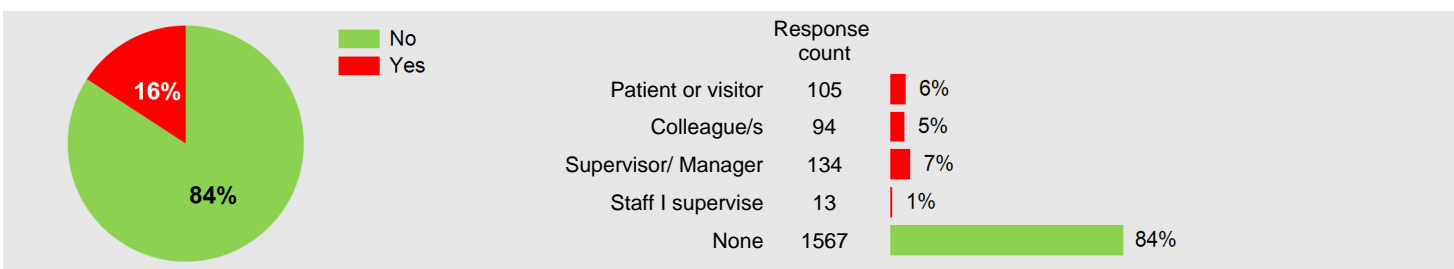 16%
84%
No
Yes
Response
count
Patient or visitor 105 6%
Colleague/s 94 5%
Supervisor/ Manager 134 7%
Staff I supervise 13 1%
None 1567 84%